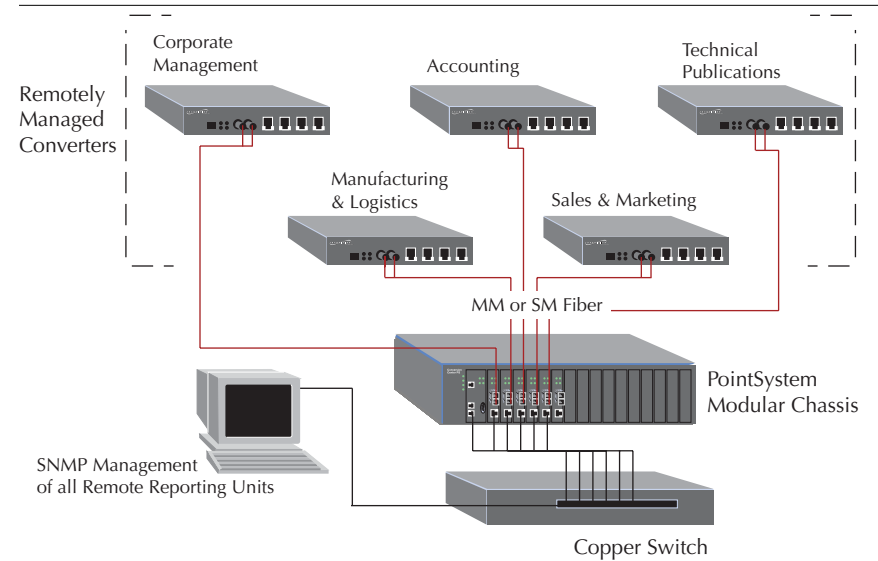 Corporate
Management
Accounting
Technical
Publications
Remotely
Managed
Converters
Manufacturing
& Logistics
Sales & Marketing
MM or SM Fiber
PointSystem
Modular Chassis
SNMP Management
of all Remote Reporting Units
Copper Switch